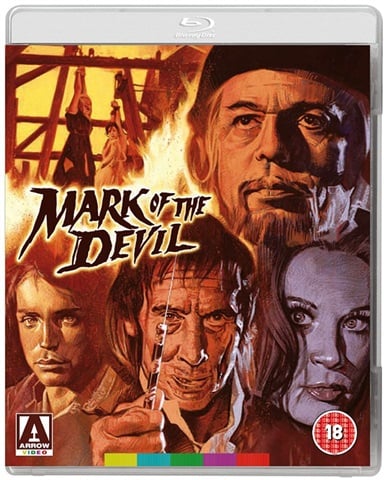 Blu-ray Disc
MARK OF THE
DEVIL
ARROW
VIDEO
18